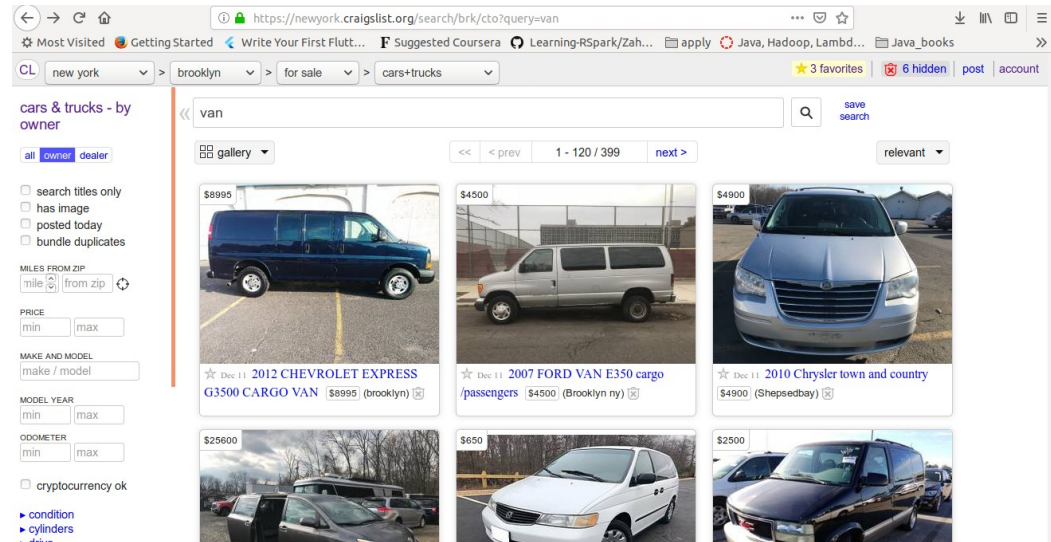 https://newyork.craigslist.org/search/brk/cto?query=van
Most Visited Getting Started Write Your First Flutt... Suggested Coursera Learning-RSpark/Zah... apply Java, Hadoop, Lambd... Java_books
CL new york > brooklyn > for sale > cars+trucks 3 favorites 6 hidden post account
cars & trucks - by
owner
all owner dealer
search titles only
has image
posted today
bundle duplicates
MILES FROM ZIP
mile from zip
PRICE
min max
MAKE AND MODEL
make / model
MODEL YEAR
min max
ODOMETER
min max
cryptocurrency ok
▸ condition
▸ cylinders
▸ drive
van
save
search
gallery << < prev 1 - 120 / 399 next > relevant
$8995
Dec 11 2012 CHEVROLET EXPRESS
G3500 CARGO VAN $8995 (brooklyn)
$4500
Dec 11 2007 FORD VAN E350 cargo
/passengers $4500 (Brooklyn ny)
$4900
Dec 11 2010 Chrysler town and country
$4900 (Shepsedbay)
$25600
$650
$2500